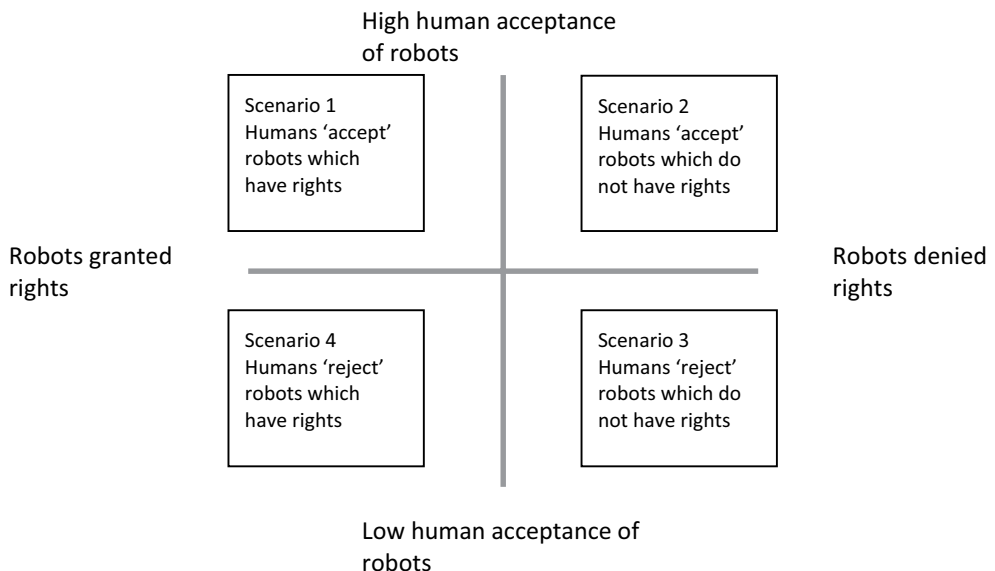 High human acceptance
of robots
Scenario 1
Humans ‘accept’
robots which
have rights
Scenario 2
Humans ‘accept’
robots which do
not have rights
Robots granted
rights
Robots denied
rights
Scenario 4
Humans ‘reject’
robots which
have rights
Scenario 3
Humans ‘reject’
robots which do
not have rights
Low human acceptance of
robots